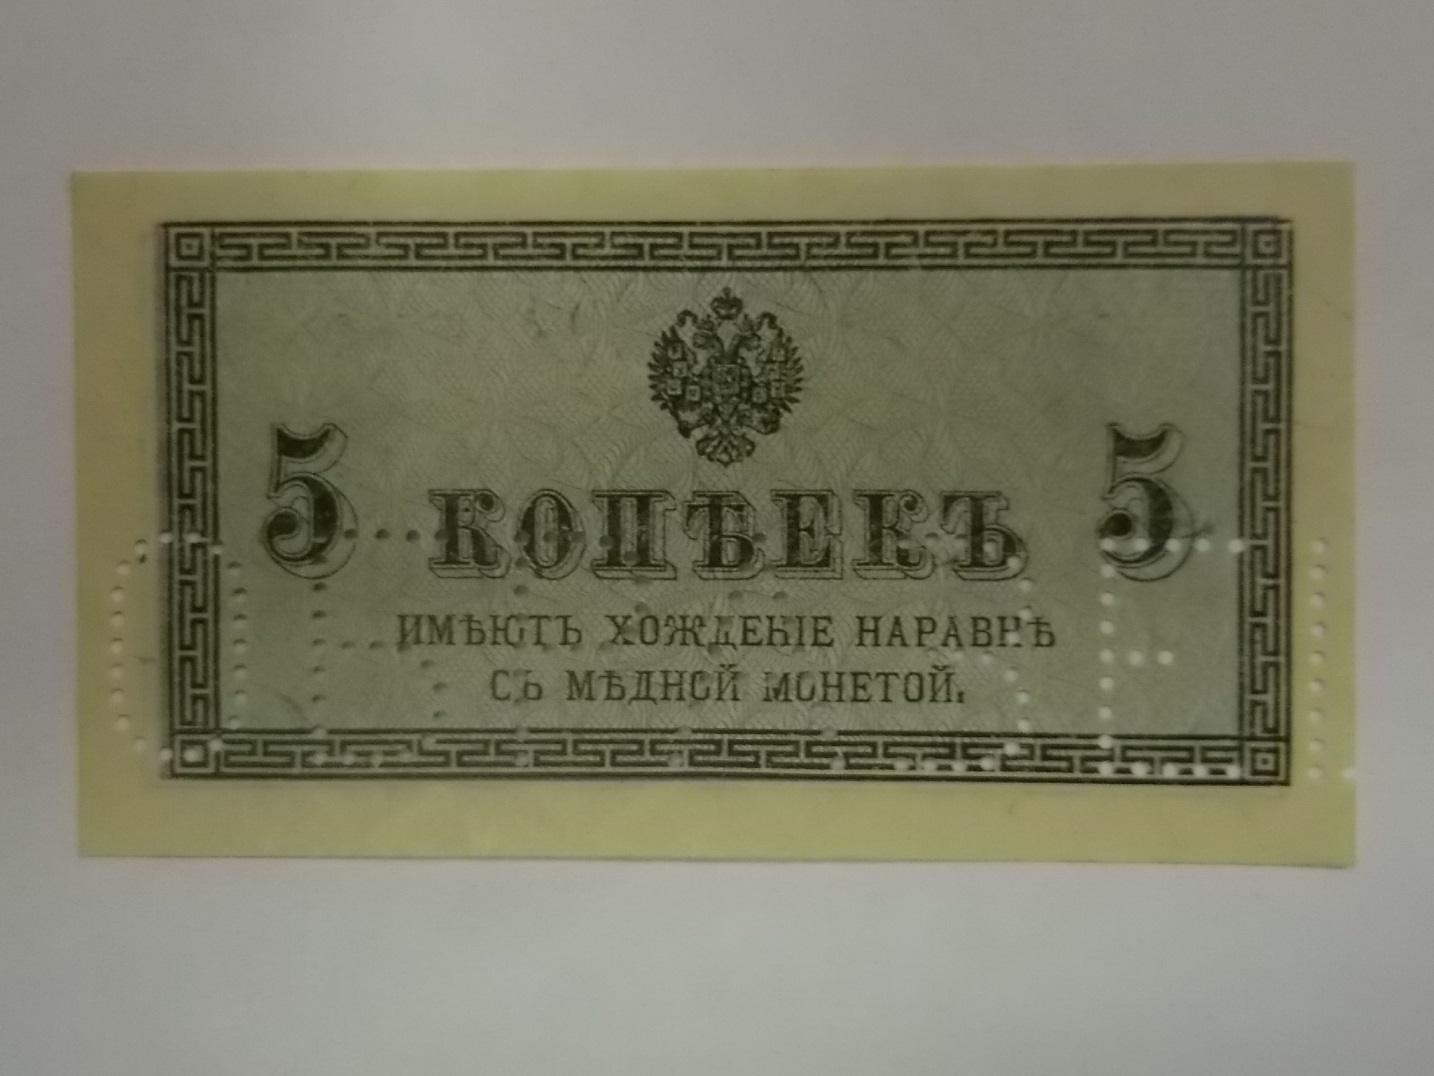 5 КОПѢЕКЪ 5
ИМѢЮТЪ ХОЖДЕНІЕ НАРАВНѢ
СЪ МѢДНОЙ МОНЕТОЙ.